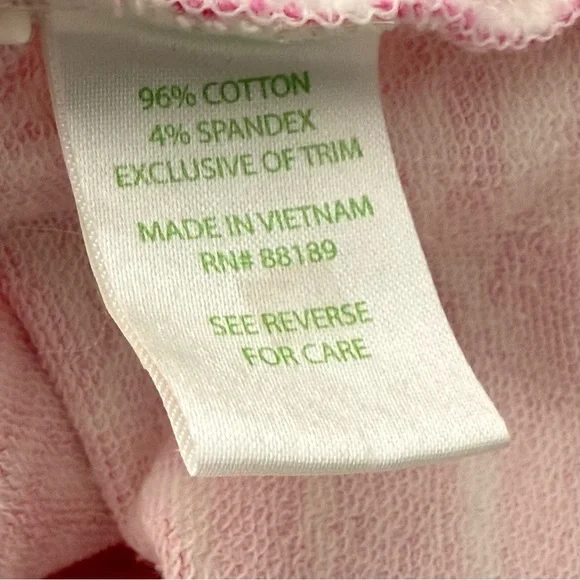 96% COTTON
4% SPANDEX
EXCLUSIVE OF TRIM
MADE IN VIETNAM
RN# 88189
SEE REVERSE
FOR CARE